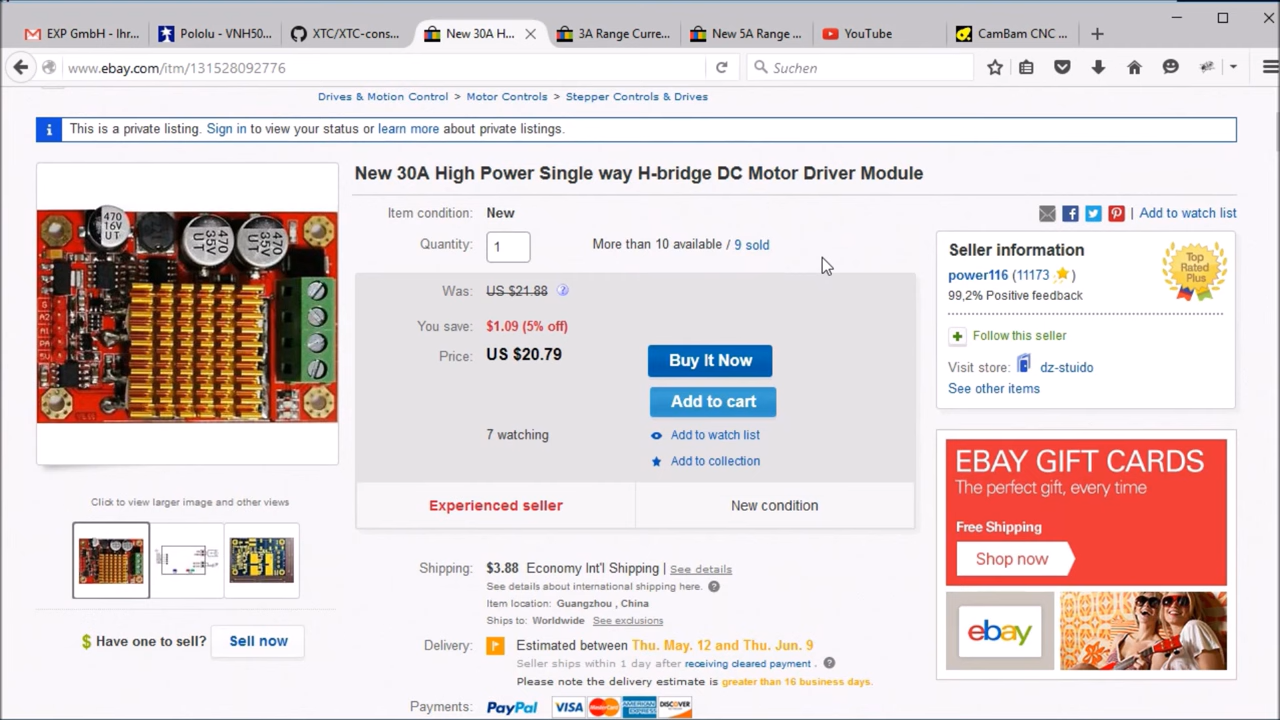 EXP GmbH - Ihr...
Pololu - VNH50...
XTC/XTC-cons...
New 30A H...
3A Range Curre...
New 5A Range ...
YouTube
CamBam CNC ...
www.ebay.com/itm/131528092776
Suchen
Drives & Motion Control > Motor Controls > Stepper Controls & Drives
This is a private listing. Sign in to view your status or learn more about private listings.
New 30A High Power Single way H-bridge DC Motor Driver Module
Item condition: New
Quantity: 1 More than 10 available / 9 sold
Was: US $21.88
You save: $1.09 (5% off)
Price: US $20.79
Buy It Now
Add to cart
7 watching
Add to watch list
Add to collection
Experienced seller
New condition
Add to watch list
Seller information
power116 (11173 )
99,2% Positive feedback
Top
Rated
Plus
Follow this seller
Visit store: dz-stuido
See other items
470
16V
UT
470
35V
UT
470
35V
UT
Click to view larger image and other views
Have one to sell? Sell now
Shipping: $3.88 Economy Int'l Shipping | See details
See details about international shipping here.
Item location: Guangzhou , China
Ships to: Worldwide See exclusions
Delivery: Estimated between Thu. May. 12 and Thu. Jun. 9
Seller ships within 1 day after receiving cleared payment .
Please note the delivery estimate is greater than 16 business days.
Payments: PayPal VISA MasterCard AMERICAN EXPRESS DISCOVER
EBAY GIFT CARDS
The perfect gift, every time
Free Shipping
Shop now
ebay